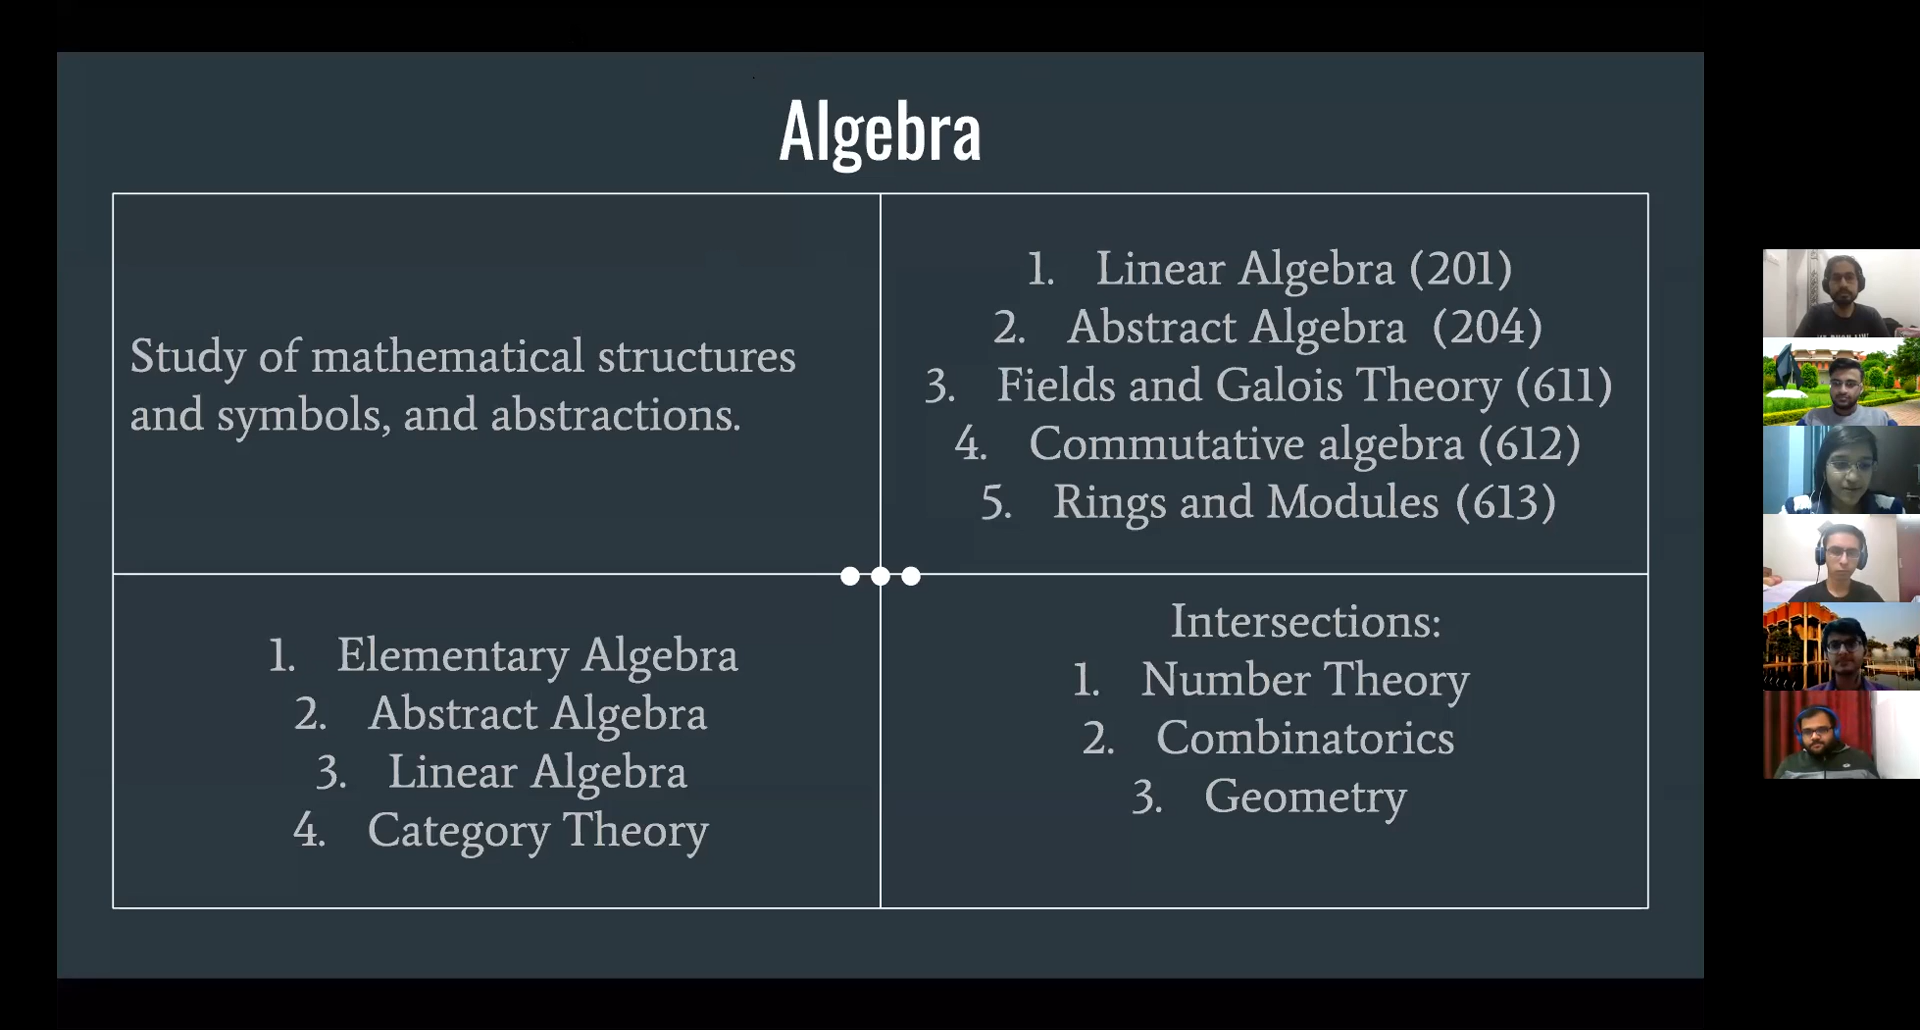 Algebra
Study of mathematical structures
and symbols, and abstractions.
1. Linear Algebra (201)
2. Abstract Algebra (204)
3. Fields and Galois Theory (611)
4. Commutative algebra (612)
5. Rings and Modules (613)
1. Elementary Algebra
2. Abstract Algebra
3. Linear Algebra
4. Category Theory
Intersections:
1. Number Theory
2. Combinatorics
3. Geometry